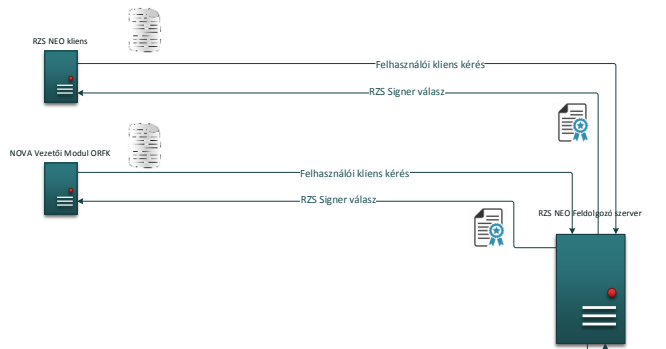 RZS NEO kliens
Felhasználói kliens kérés
RZS Signer válasz
NOVA Vezetői Modul ORFK
Felhasználói kliens kérés
RZS Signer válasz
RZS NEO Feldolgozó szerver